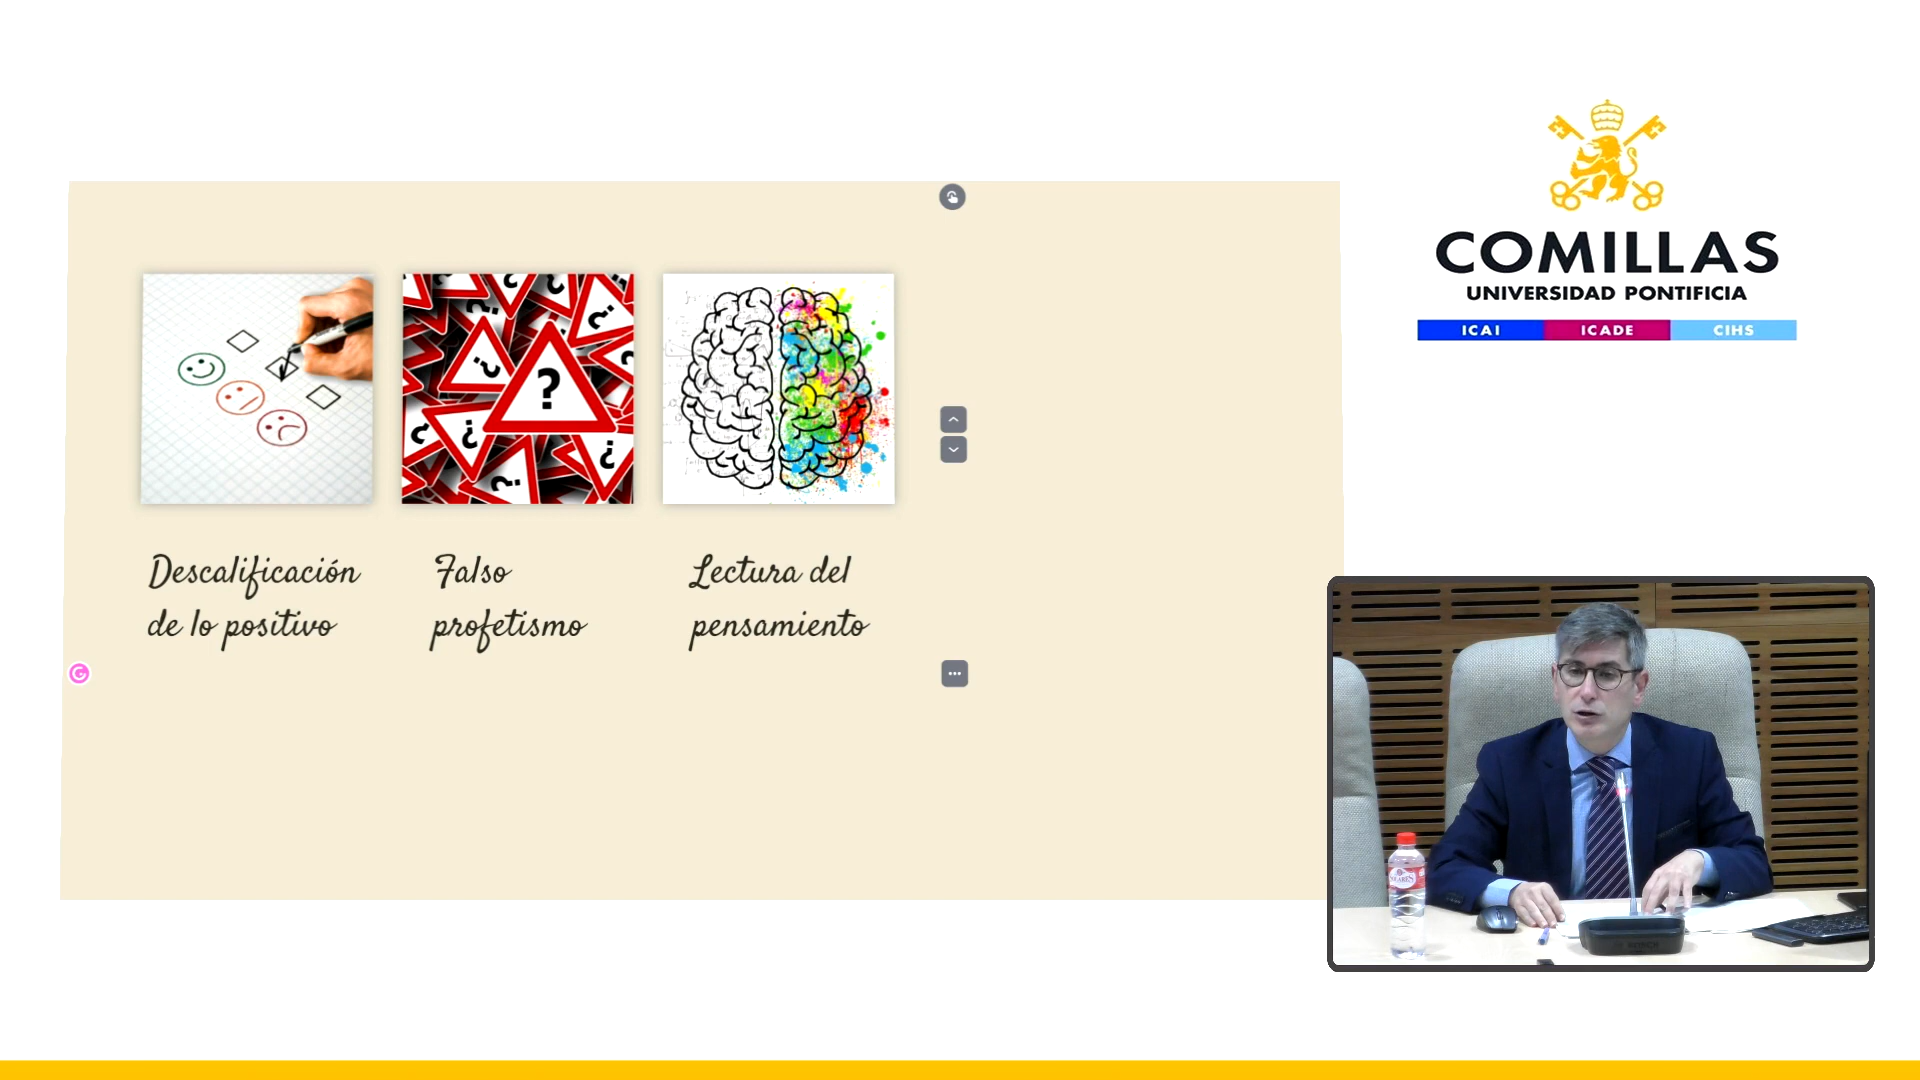 Descalificación
de lo positivo
Falso
profetismo
Lectura del
pensamiento
?
COMILLAS
UNIVERSIDAD PONTIFICIA
ICAI ICADE CIHS